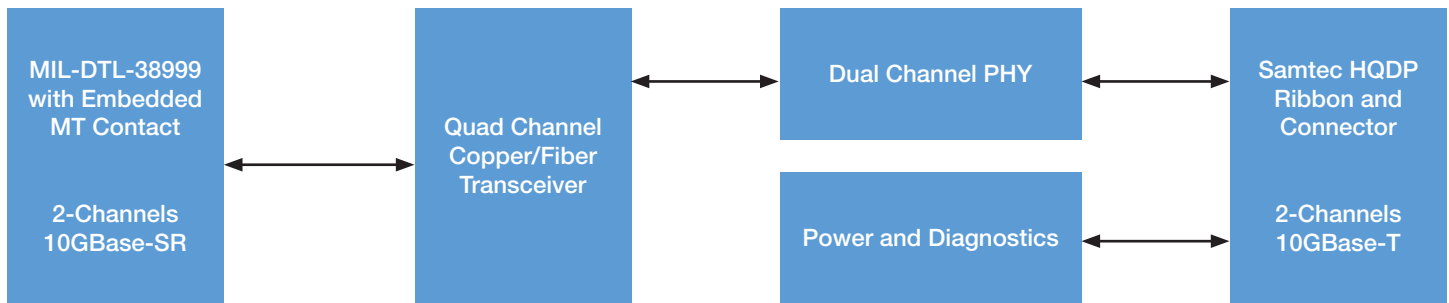 MIL-DTL-38999
with Embedded
MT Contact
2-Channels
10GBase-SR
Quad Channel
Copper/Fiber
Transceiver
Dual Channel PHY
Power and Diagnostics
Samtec HQDP
Ribbon and
Connector
2-Channels
10GBase-T